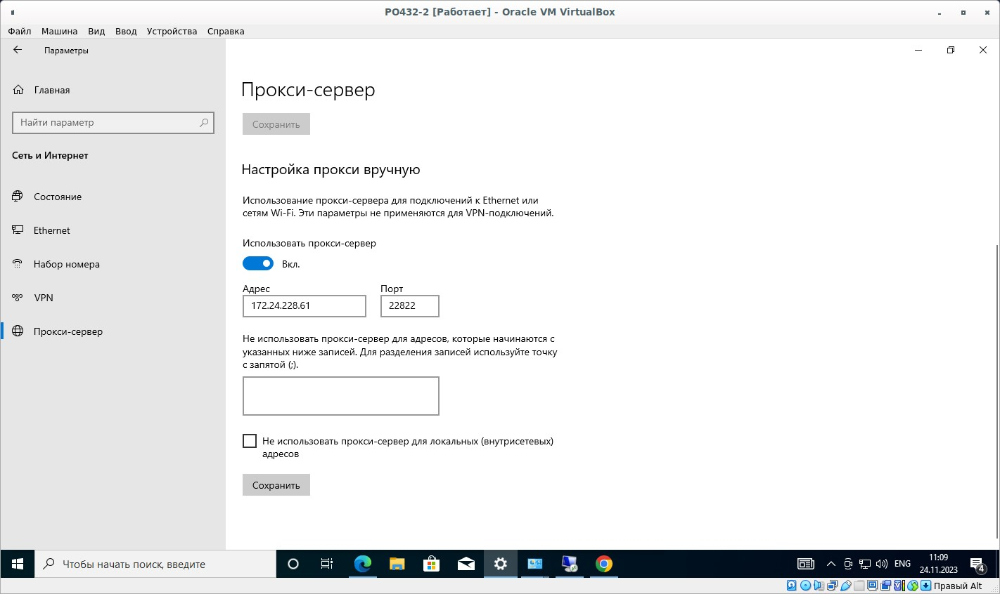 PO432-2 [Работает] - Oracle VM VirtualBox
Файл Машина Вид Ввод Устройства Справка
Параметры
Главная
Найти параметр
Сеть и Интернет
Состояние
Ethernet
Набор номера
VPN
Прокси-сервер
Прокси-сервер
Сохранить
Настройка прокси вручную
Использование прокси-сервера для подключений к Ethernet или
сетям Wi-Fi. Эти параметры не применяются для VPN-подключений.
Использовать прокси-сервер
Вкл.
Адрес Порт
172.24.228.61 22822
Не использовать прокси-сервер для адресов, которые начинаются с
указанных ниже записей. Для разделения записей используйте точку
с запятой (;).
Не использовать прокси-сервер для локальных (внутрисетевых)
адресов
Сохранить
Чтобы начать поиск, введите
ENG
11:09
24.11.2023
4
Правый Alt